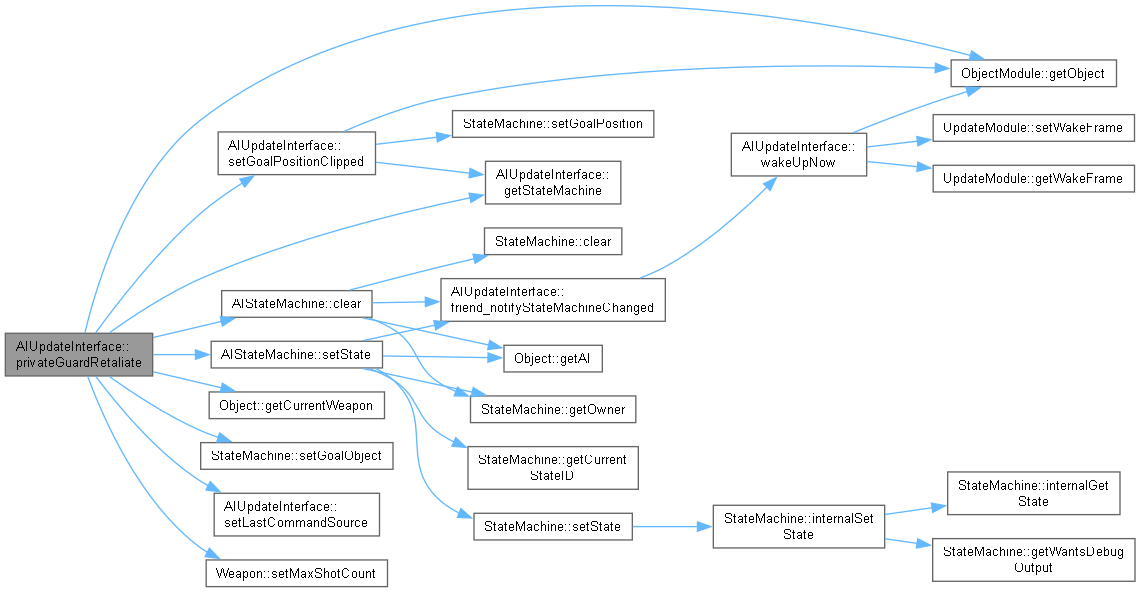 AIUpdateInterface::
privateGuardRetaliate
ObjectModule::getObject
AIUpdateInterface::
setGoalPositionClipped
StateMachine::setGoalPosition
AIUpdateInterface::
getStateMachine
AIUpdateInterface::
wakeUpNow
UpdateModule::setWakeFrame
UpdateModule::getWakeFrame
StateMachine::clear
AIStateMachine::clear
AIUpdateInterface::
friend_notifyStateMachineChanged
AIStateMachine::setState
Object::getAI
Object::getCurrentWeapon
StateMachine::getOwner
StateMachine::setGoalObject
StateMachine::getCurrent
StateID
AIUpdateInterface::
setLastCommandSource
StateMachine::setState
StateMachine::internalSet
State
StateMachine::internalGet
State
StateMachine::getWantsDebug
Output
Weapon::setMaxShotCount